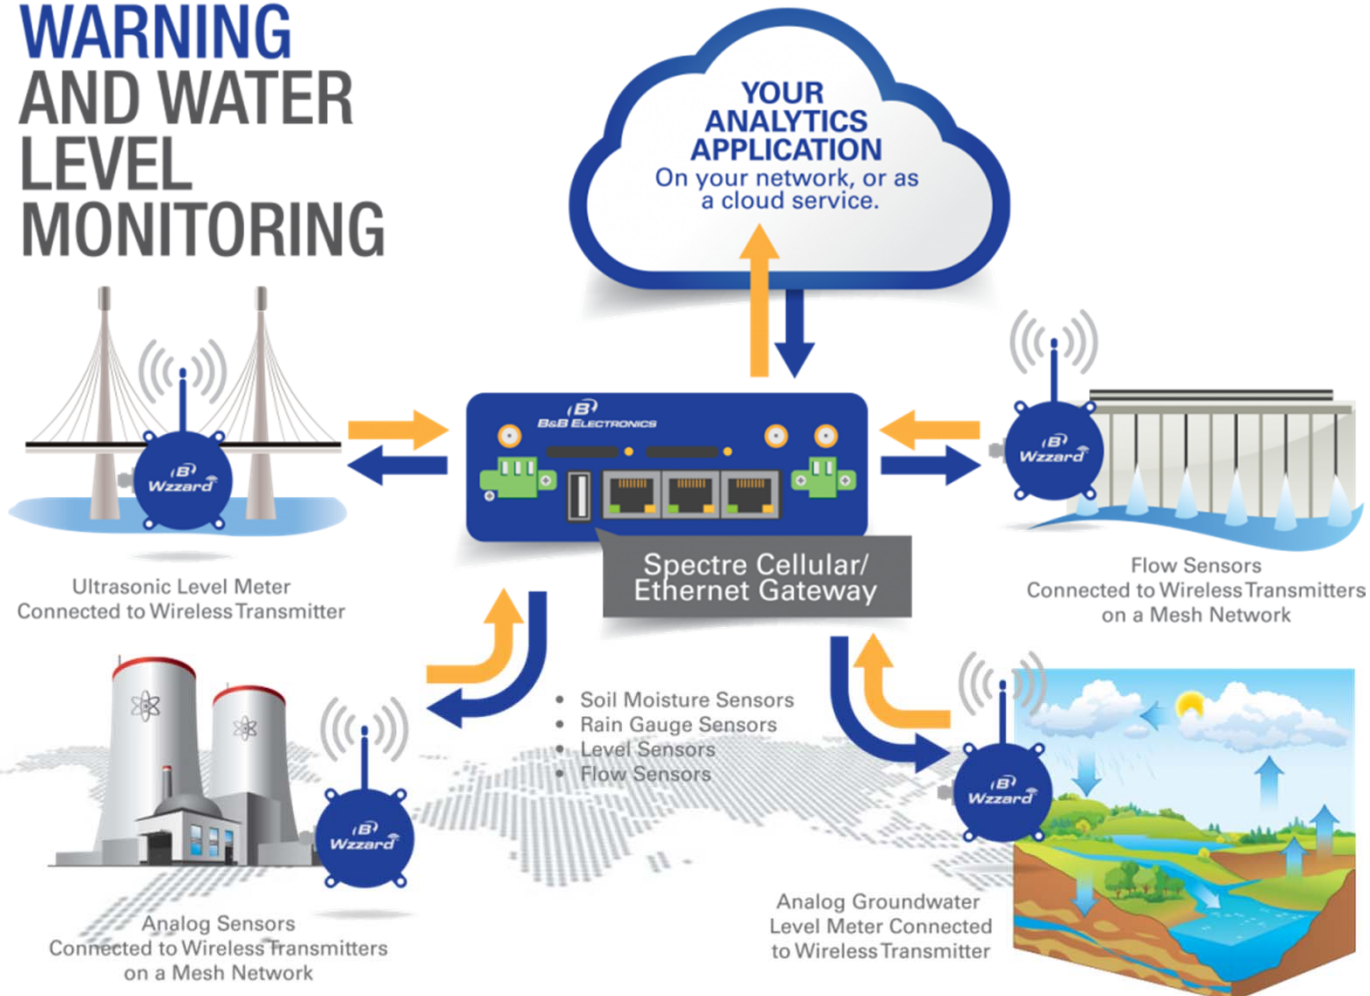 WARNING
AND WATER
LEVEL
MONITORING
YOUR
ANALYTICS
APPLICATION
On your network, or as
a cloud service.
B
B&B ELECTRONICS
B
Wzzard
B
Wzzard
Spectre Cellular/
Ethernet Gateway
Ultrasonic Level Meter
Connected to Wireless Transmitter
Flow Sensors
Connected to Wireless Transmitters
on a Mesh Network
• Soil Moisture Sensors
• Rain Gauge Sensors
• Level Sensors
• Flow Sensors
B
Wzzard
B
Wzzard
Analog Sensors
Connected to Wireless Transmitters
on a Mesh Network
Analog Groundwater
Level Meter Connected
to Wireless Transmitter